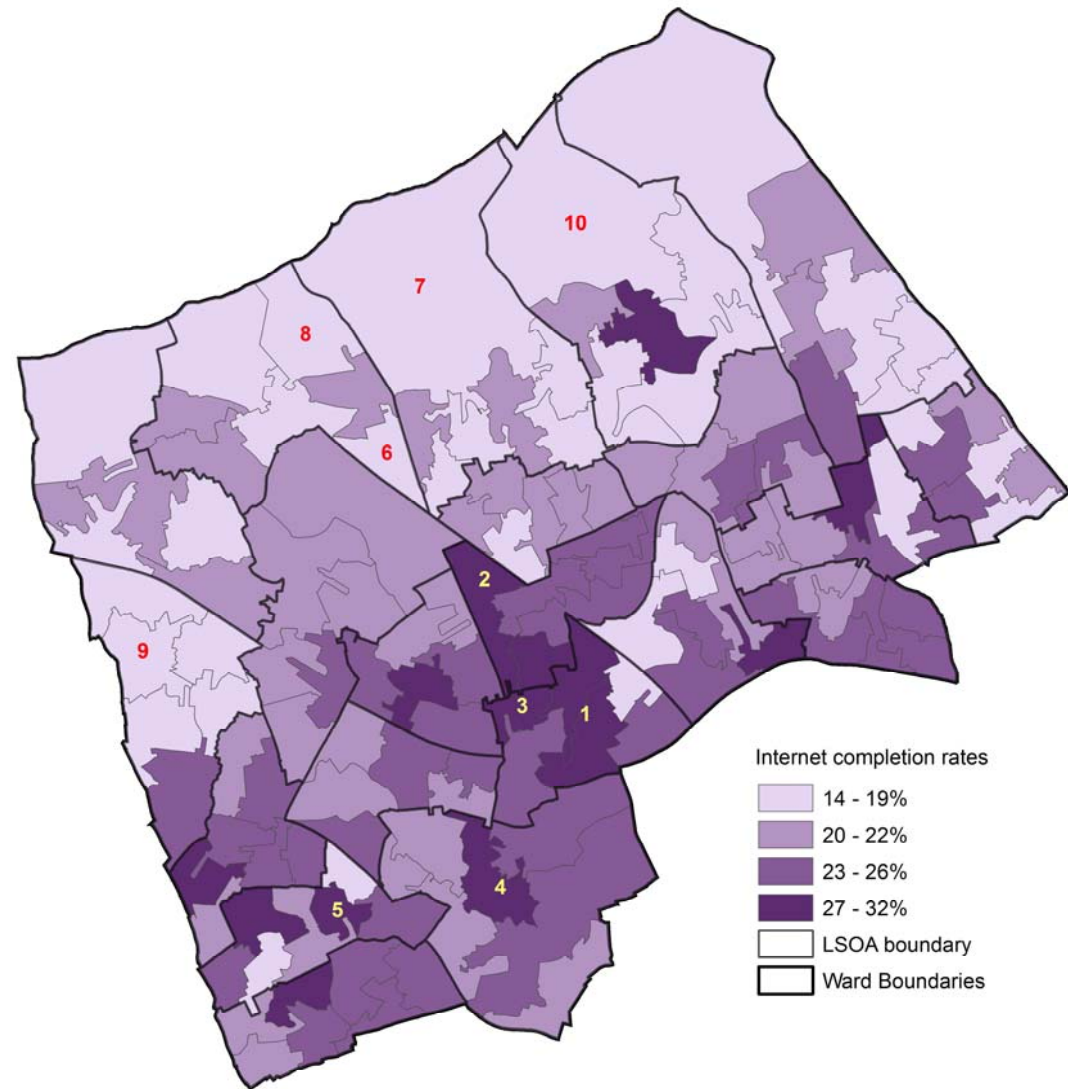 10
7
8
6
2
9
3
1
4
5
Internet completion rates
14 - 19%
20 - 22%
23 - 26%
27 - 32%
LSOA boundary
Ward Boundaries